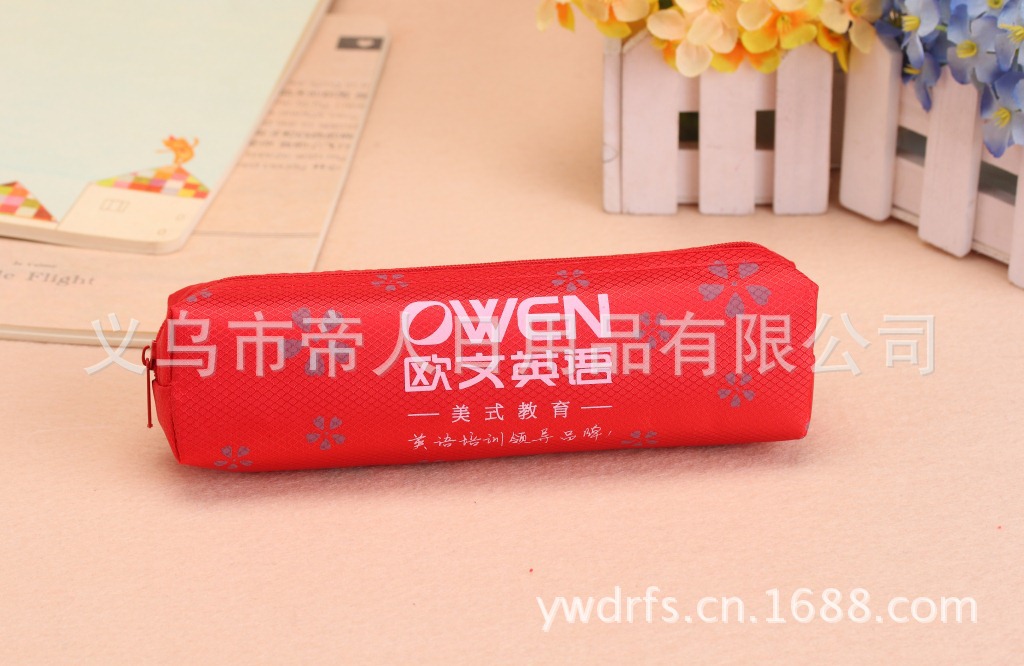 Flight
OWEN
欧文英语
美式教育
英语培训领导品牌!
义乌市帝人日用品有限公司
ywdrfs.cn.1688.com